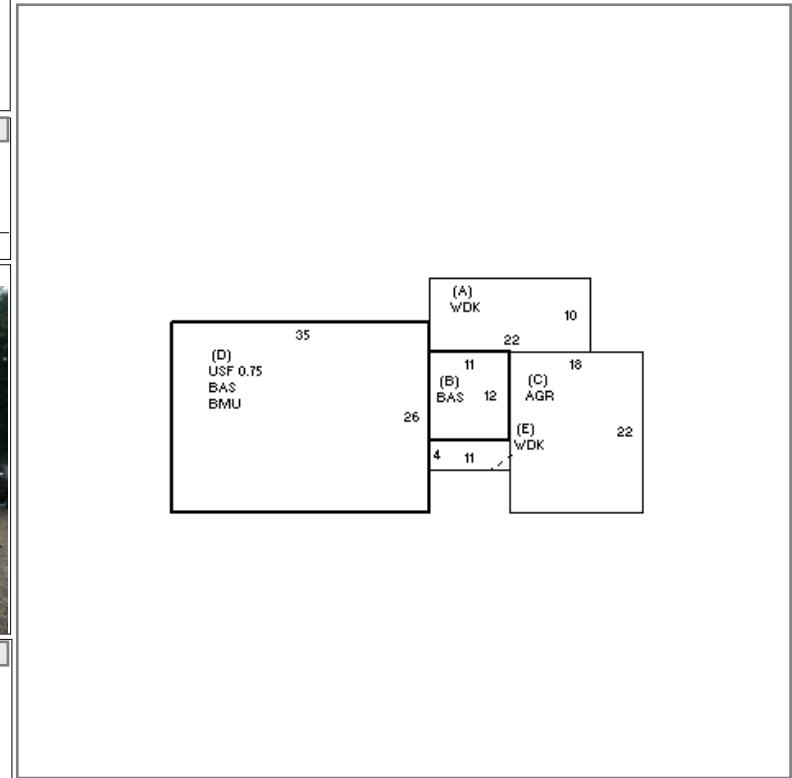 (A)
WDK
10
22
35
(D)
USF 0.75
BAS
BMU
26
11
(B)
BAS
12
18
(C)
AGR
22
(E)
WDK
4
11